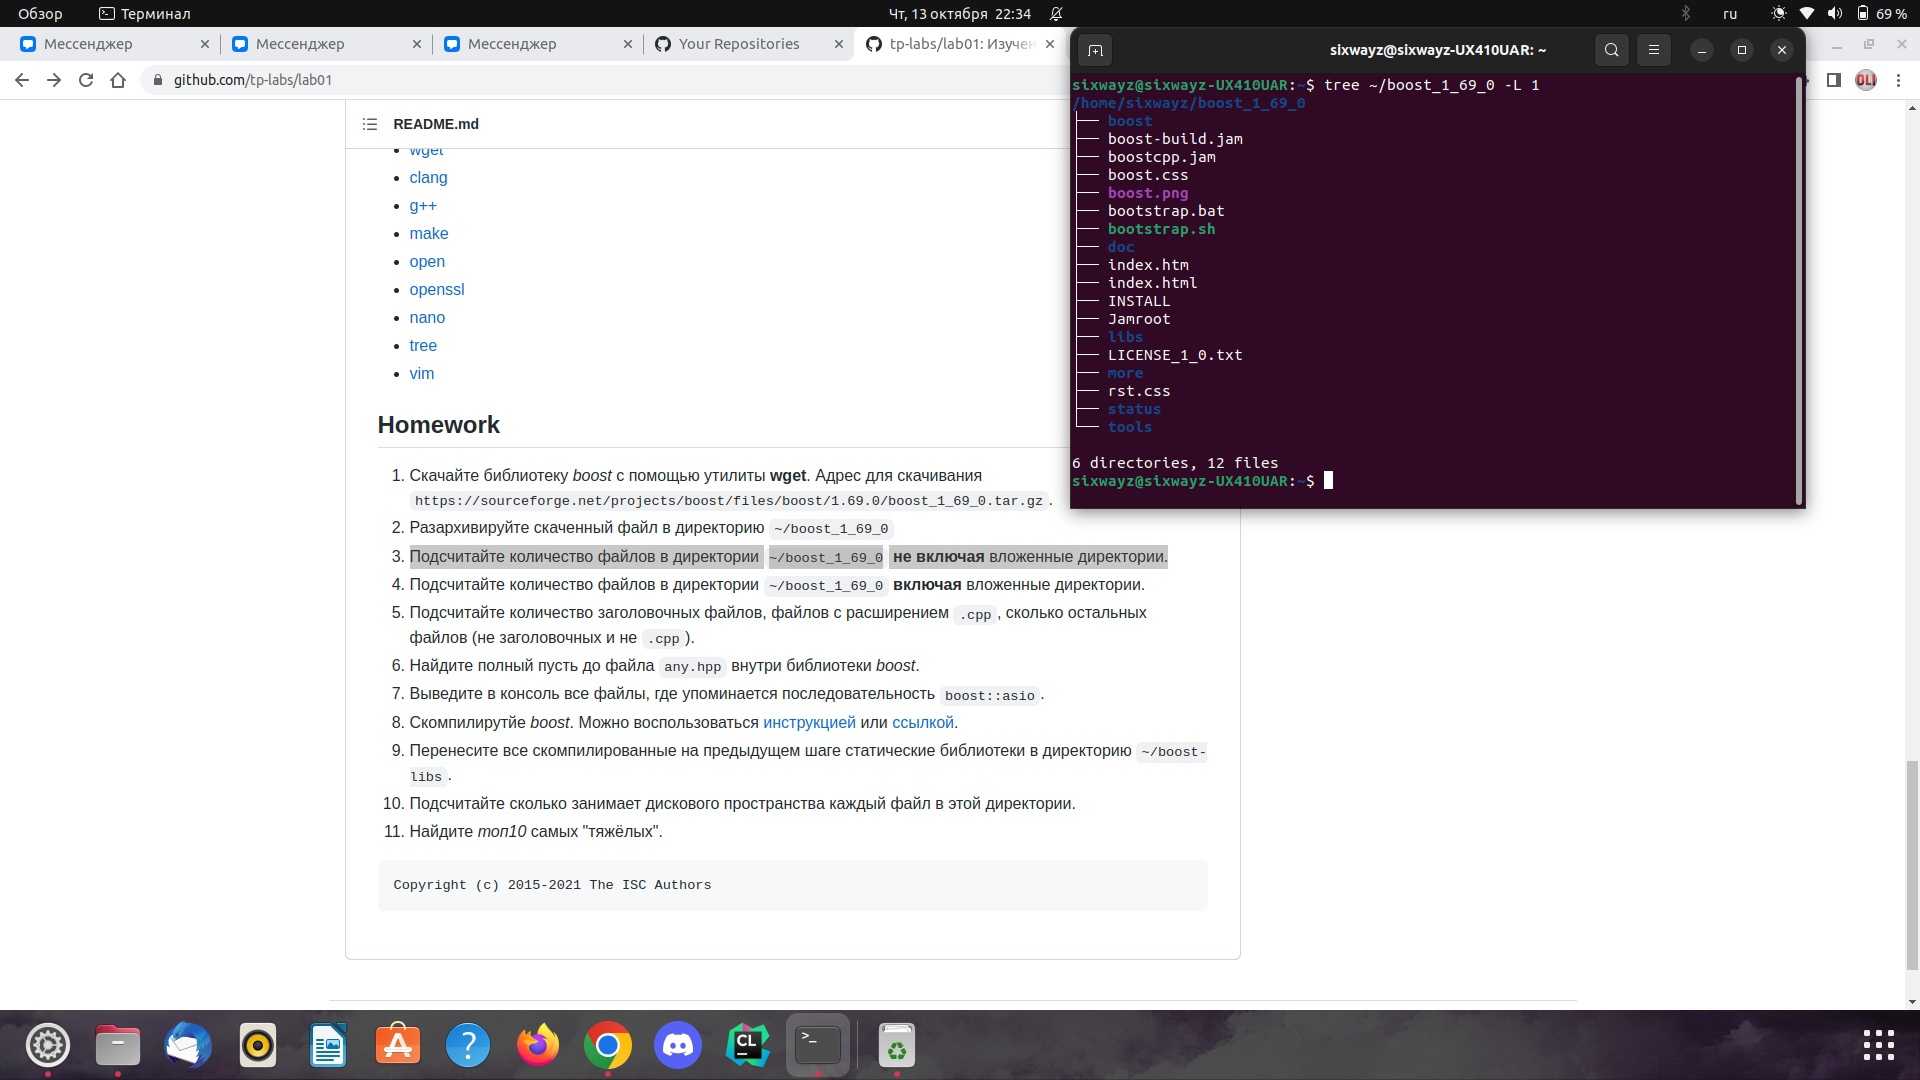 Обзор
Терминал
Чт, 13 октября 22:34
ru
69 %
Мессенджер
Мессенджер
Мессенджер
Your Repositories
tp-labs/lab01: Изучен
github.com/tp-labs/lab01
README.md
wget
clang
g++
make
open
openssl
nano
tree
vim
Homework
1. Скачайте библиотеку boost с помощью утилиты wget. Адрес для скачивания
https://sourceforge.net/projects/boost/files/boost/1.69.0/boost_1_69_0.tar.gz .
2. Разархивируйте скаченный файл в директорию ~/boost_1_69_0
3. Подсчитайте количество файлов в директории ~/boost_1_69_0 не включая вложенные директории.
4. Подсчитайте количество файлов в директории ~/boost_1_69_0 включая вложенные директории.
5. Подсчитайте количество заголовочных файлов, файлов с расширением .cpp, сколько остальных
файлов (не заголовочных и не .cpp).
6. Найдите полный пусть до файла any.hpp внутри библиотеки boost.
7. Выведите в консоль все файлы, где упоминается последовательность boost::asio.
8. Скомпилирутйе boost. Можно воспользоваться инструкцией или ссылкой.
9. Перенесите все скомпилированные на предыдущем шаге статические библиотеки в директорию ~/boost-
libs.
10. Подсчитайте сколько занимает дискового пространства каждый файл в этой директории.
11. Найдите топ10 самых "тяжёлых".
Copyright (c) 2015-2021 The ISC Authors
sixwayz@sixwayz-UX410UAR: ~
sixwayz@sixwayz-UX410UAR:~$ tree ~/boost_1_69_0 -L 1
/home/sixwayz/boost_1_69_0
├── boost
├── boost-build.jam
├── boostcpp.jam
├── boost.css
├── boost.png
├── bootstrap.bat
├── bootstrap.sh
├── doc
├── index.htm
├── index.html
├── INSTALL
├── Jamroot
├── libs
├── LICENSE_1_0.txt
├── more
├── rst.css
├── status
└── tools
6 directories, 12 files
sixwayz@sixwayz-UX410UAR:~$
OLI
CL